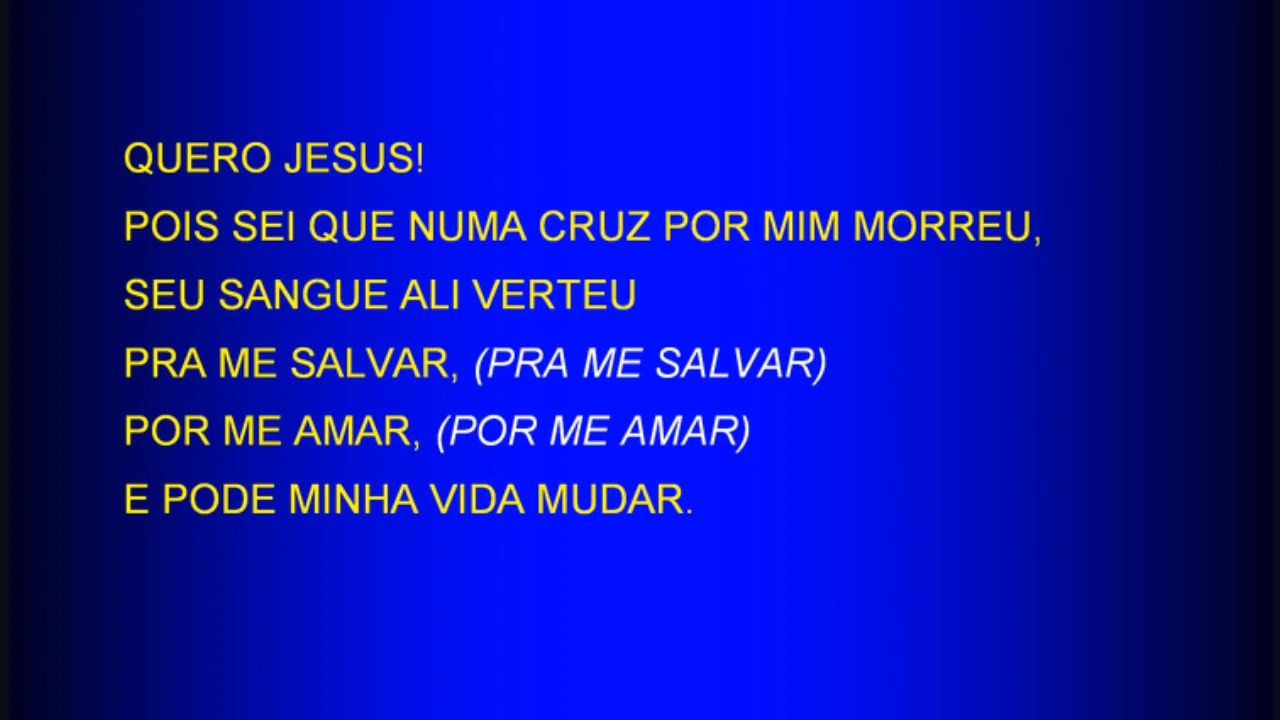 QUERO JESUS!
POIS SEI QUE NUMA CRUZ POR MIM MORREU,
SEU SANGUE ALI VERTEU
PRA ME SALVAR, (PRA ME SALVAR)
POR ME AMAR, (POR ME AMAR)
E PODE MINHA VIDA MUDAR.